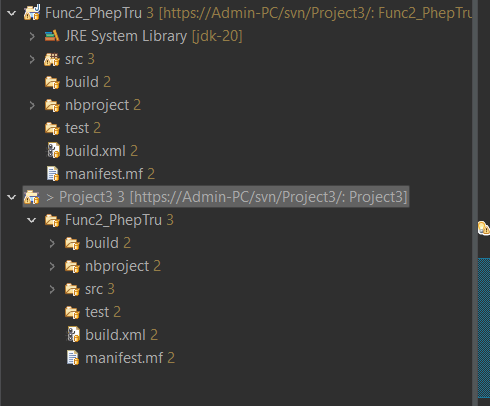 Func2_PhepTru 3 [https://Admin-PC/svn/Project3/: Func2_PhepTru
JRE System Library [jdk-20]
src 3
build 2
nbproject 2
test 2
build.xml 2
manifest.mf 2
> Project3 3 [https://Admin-PC/svn/Project3/: Project3]
Func2_PhepTru 3
build 2
nbproject 2
src 3
test 2
build.xml 2
manifest.mf 2